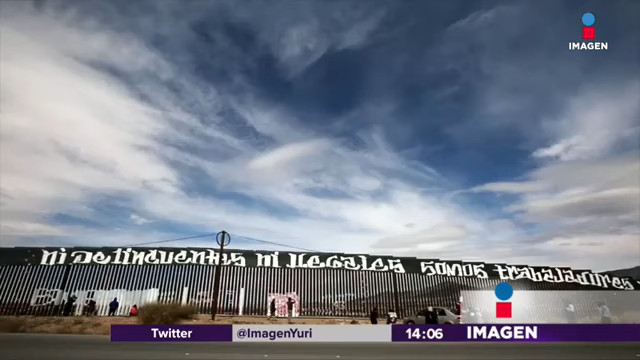 IMAGEN
ni Delincuentes ni ilegales somos trabajadores
Twitter
@ImagenYuri
14:06
IMAGEN